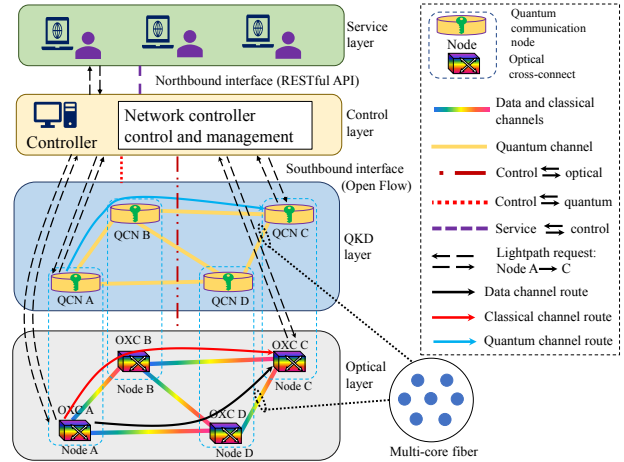 Service
layer
Northbound interface (RESTful API)
Controller
Network controller
control and management
Control
layer
Southbound interface
(Open Flow)
QCN B
QCN C
QCN A
QCN D
QKD
layer
OXC B
OXC C
Node B
Node C
OXC A
OXC D
Node A
Node D
Optical
layer
Multi-core fiber
Node
Quantum
communication
node
Optical
cross-connect
Data and classical
channels
Quantum channel
Control optical
Control quantum
Service control
Lightpath request:
Node A C
Data channel route
Classical channel route
Quantum channel route